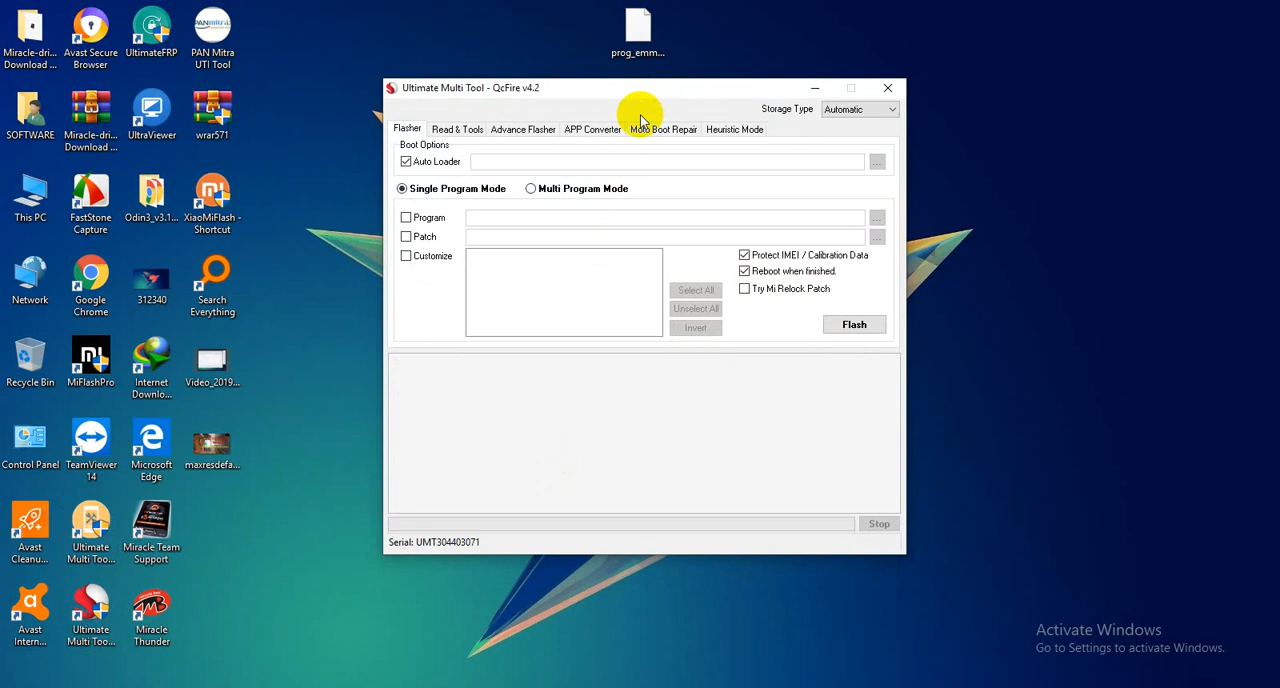 Miracle-dri...
Download ...
Avast Secure
Browser
UltimateFRP
PANmitra
PAN Mitra
UTI Tool
prog_emm...
SOFTWARE
Miracle-dri...
Download ...
UltraViewer
wrar571
This PC
FastStone
Capture
Odin3_v3.1...
XiaoMiFlash -
Shortcut
Network
Google
Chrome
312340
Search
Everything
Recycle Bin
MiFlashPro
Internet
Downlo...
Video_2019...
Control Panel
TeamViewer
14
Microsoft
Edge
maxresdefa...
Avast
Cleanu...
Ultimate
Multi Too...
Miracle Team
Support
Avast
Intern...
Ultimate
Multi Too...
Miracle
Thunder
Ultimate Multi Tool - QcFire v4.2
Storage Type
Automatic
Flasher
Read & Tools
Advance Flasher
APP Converter
Moto Boot Repair
Heuristic Mode
Boot Options
Auto Loader
...
Single Program Mode
Multi Program Mode
Program
...
Patch
...
Customize
Protect IMEI / Calibration Data
Reboot when finished.
Try Mi Relock Patch
Select All
Unselect All
Invert
Flash
Stop
Serial: UMT304403071
Activate Windows
Go to Settings to activate Windows.